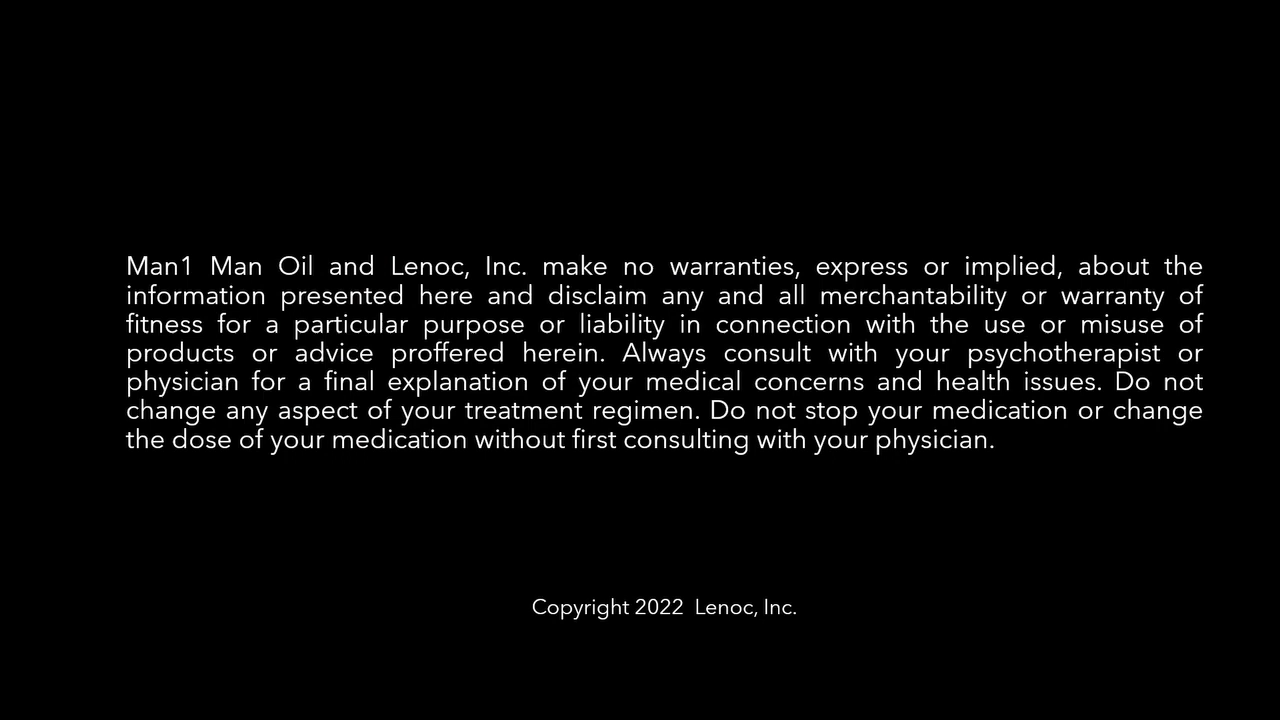 Man1 Man Oil and Lenoc, Inc. make no warranties, express or implied, about the
information presented here and disclaim any and all merchantability or warranty of
fitness for a particular purpose or liability in connection with the use or misuse of
products or advice proffered herein. Always consult with your psychotherapist or
physician for a final explanation of your medical concerns and health issues. Do not
change any aspect of your treatment regimen. Do not stop your medication or change
the dose of your medication without first consulting with your physician.
Copyright 2022 Lenoc, Inc.